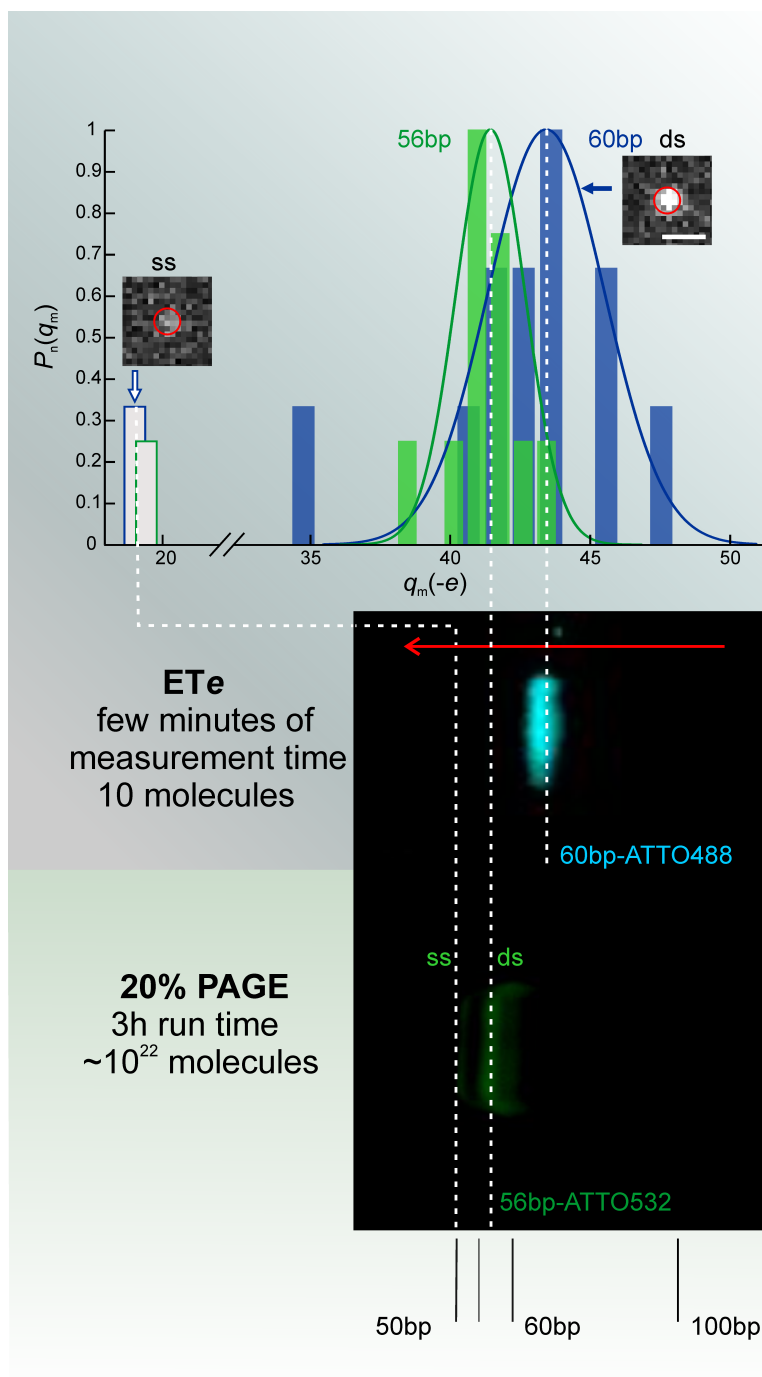 1
0.9
0.8
0.7
0.6
0.5
0.4
0.3
0.2
0.1
0
Pn(qm)
56bp
60bp
ds
ss
20
35
40
45
50
qm(-e)
ETe
few minutes of
measurement time
10 molecules
60bp-ATTO488
ss
ds
20% PAGE
3h run time
~10²² molecules
56bp-ATTO532
50bp
60bp
100bp